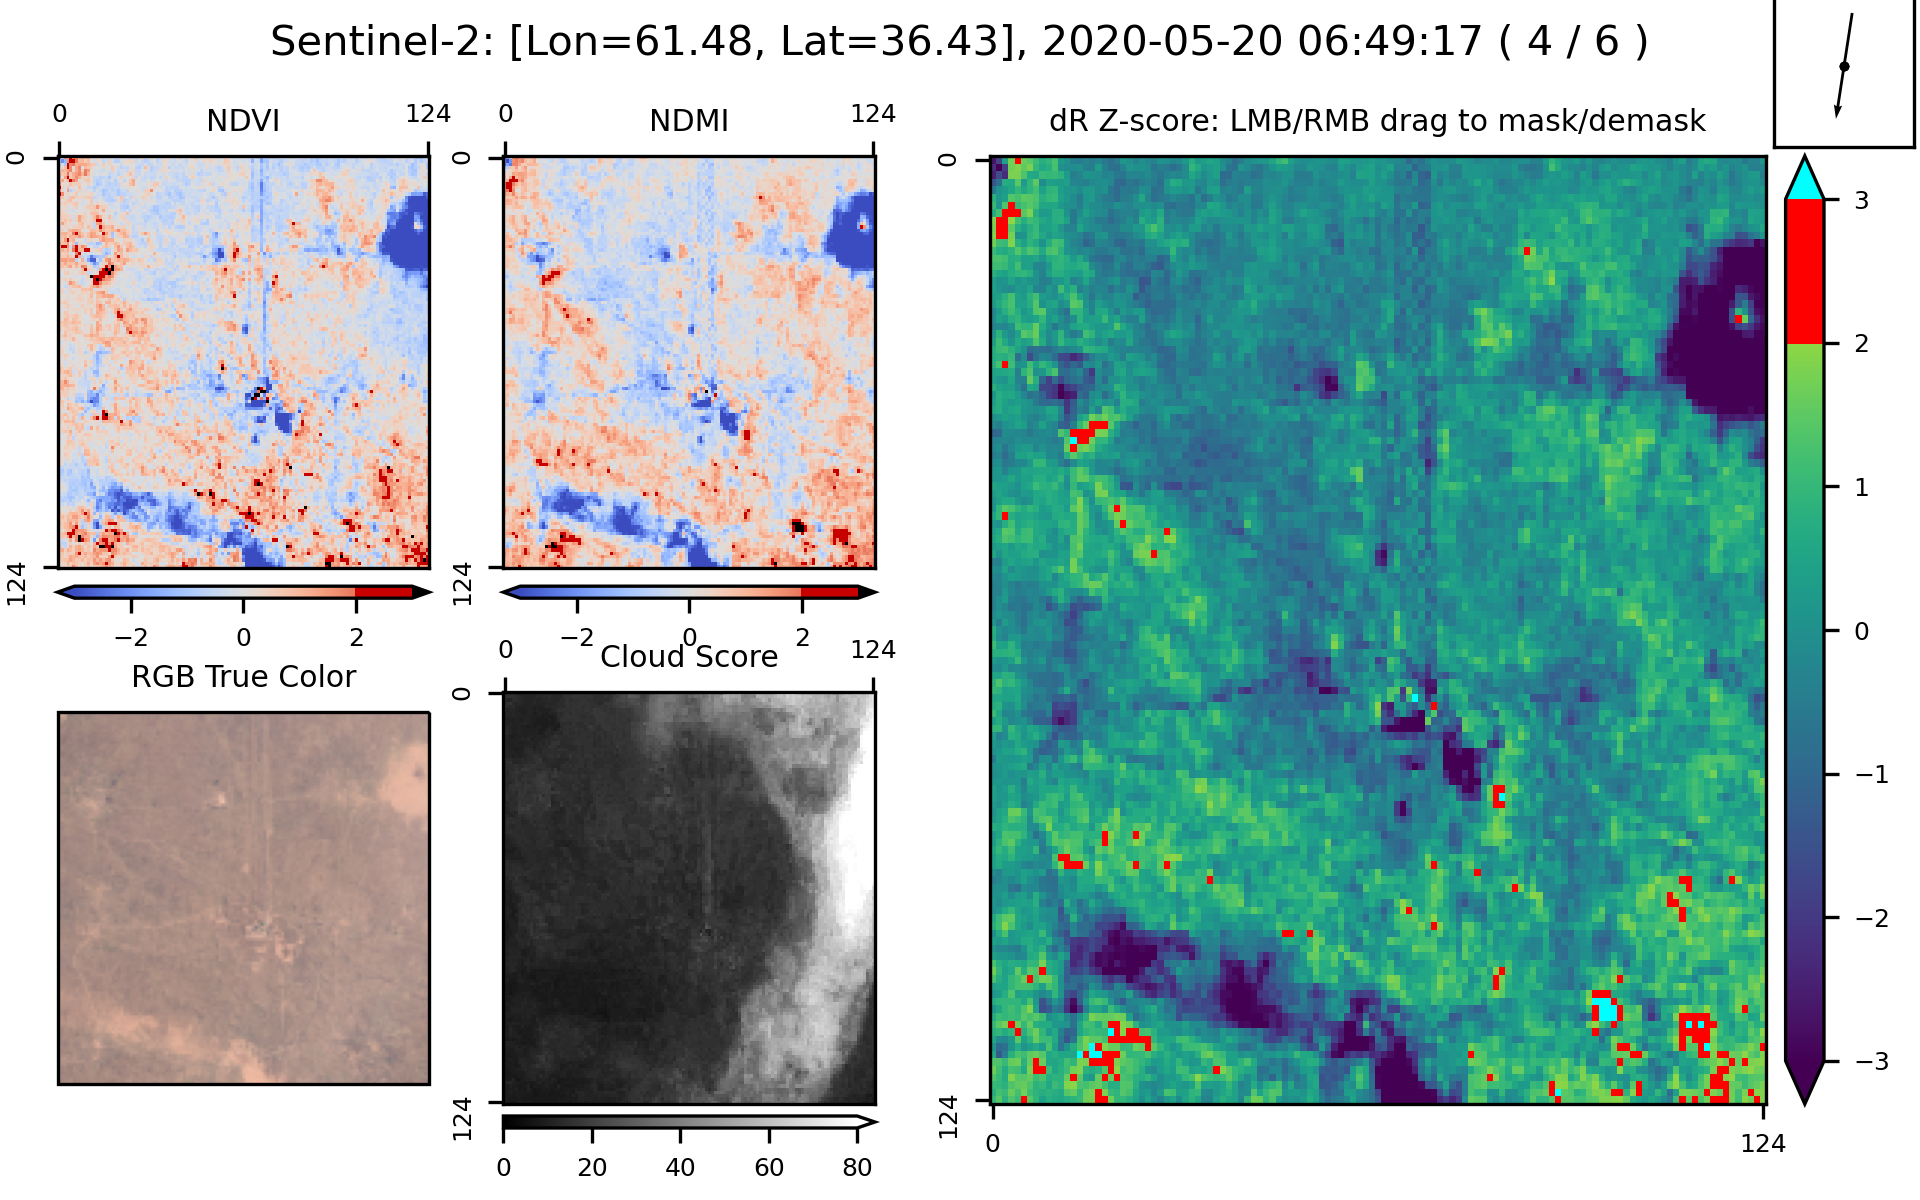 Sentinel-2: [Lon=61.48, Lat=36.43], 2020-05-20 06:49:17 ( 4 / 6 )
0 NDVI 124
0 NDMI 124
dR Z-score: LMB/RMB drag to mask/demask
0
124
0
124
0
124
3
2
1
0
−1
−2
−3
−2 0 2
−2 0 2
RGB True Color
0 Cloud Score 124
0
124
0 20 40 60 80
0 124